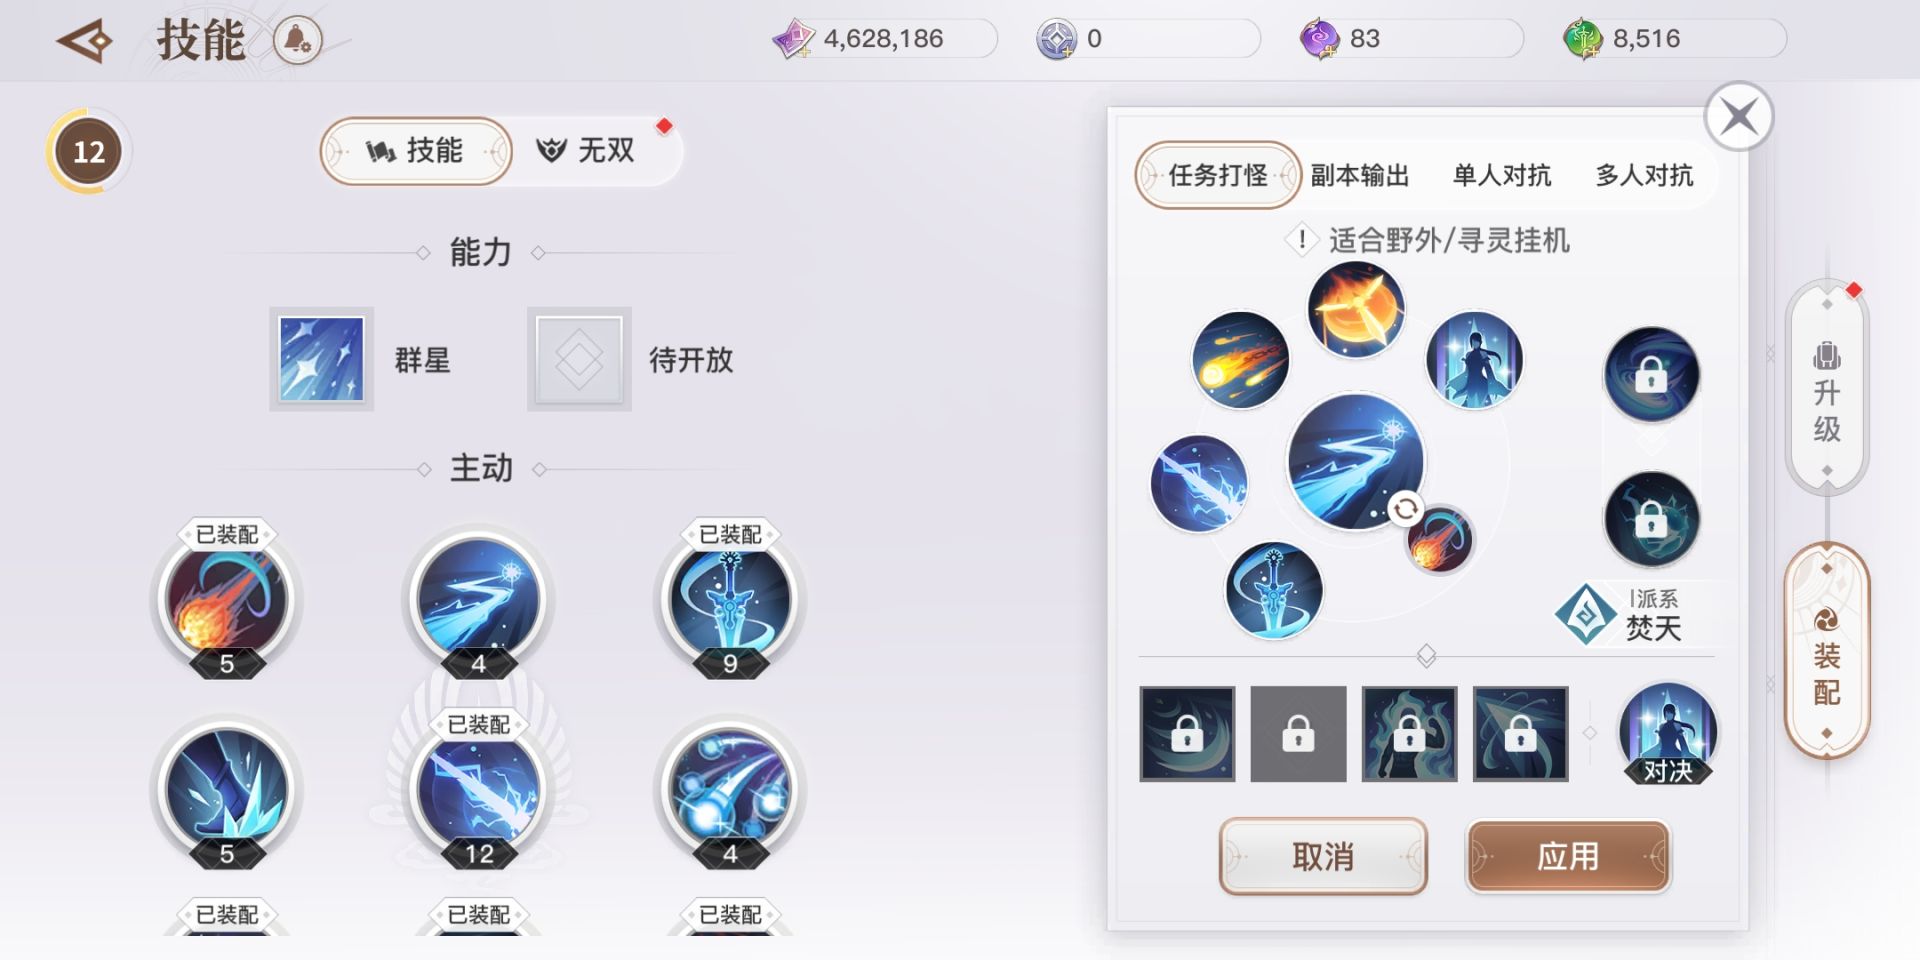 技能
4,628,186
0
83
8,516
12
技能
无双
能力
群星
待开放
主动
已装配
5
4
已装配
9
5
已装配
12
4
已装配
已装配
已装配
任务打怪
副本输出
单人对抗
多人对抗
! 适合野外/寻灵挂机
派系
焚天
对决
取消
应用
升级
装配